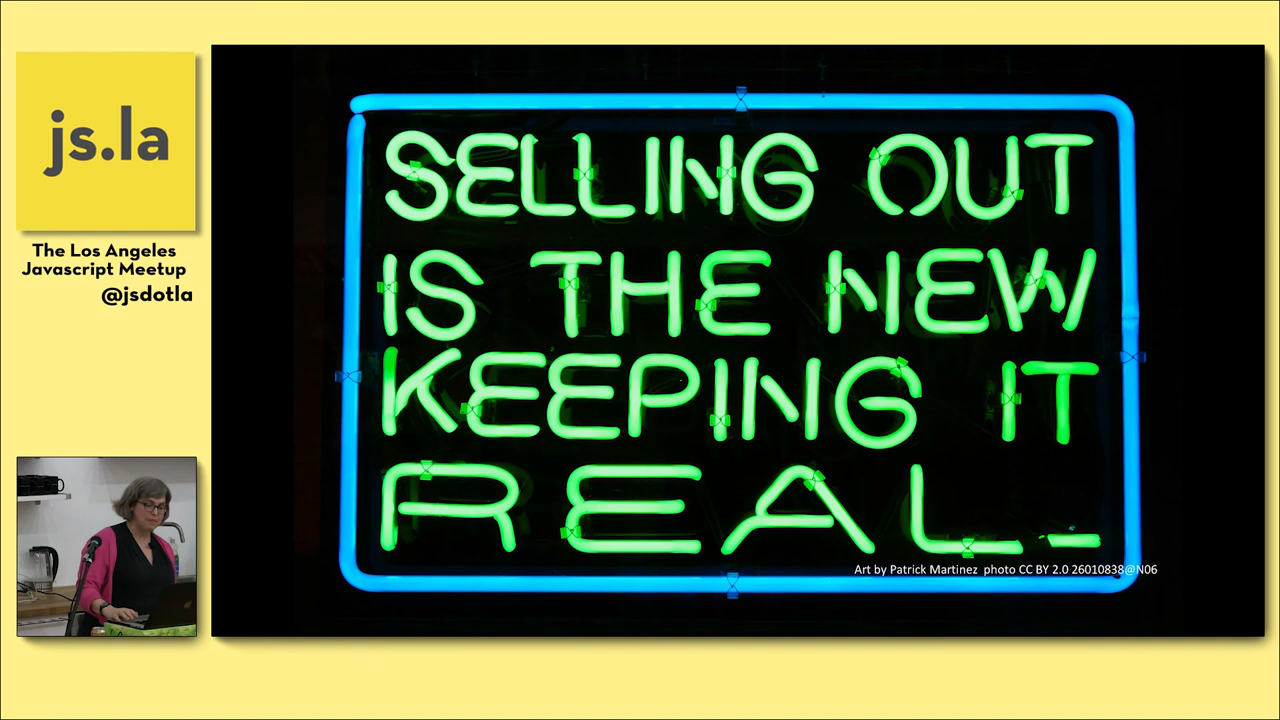 js.la
The Los Angeles
Javascript Meetup
@jsdotla
SELLING OUT
IS THE NEW
KEEPING IT
REAL_
Art by Patrick Martinez photo CC BY 2.0 26010838@N06